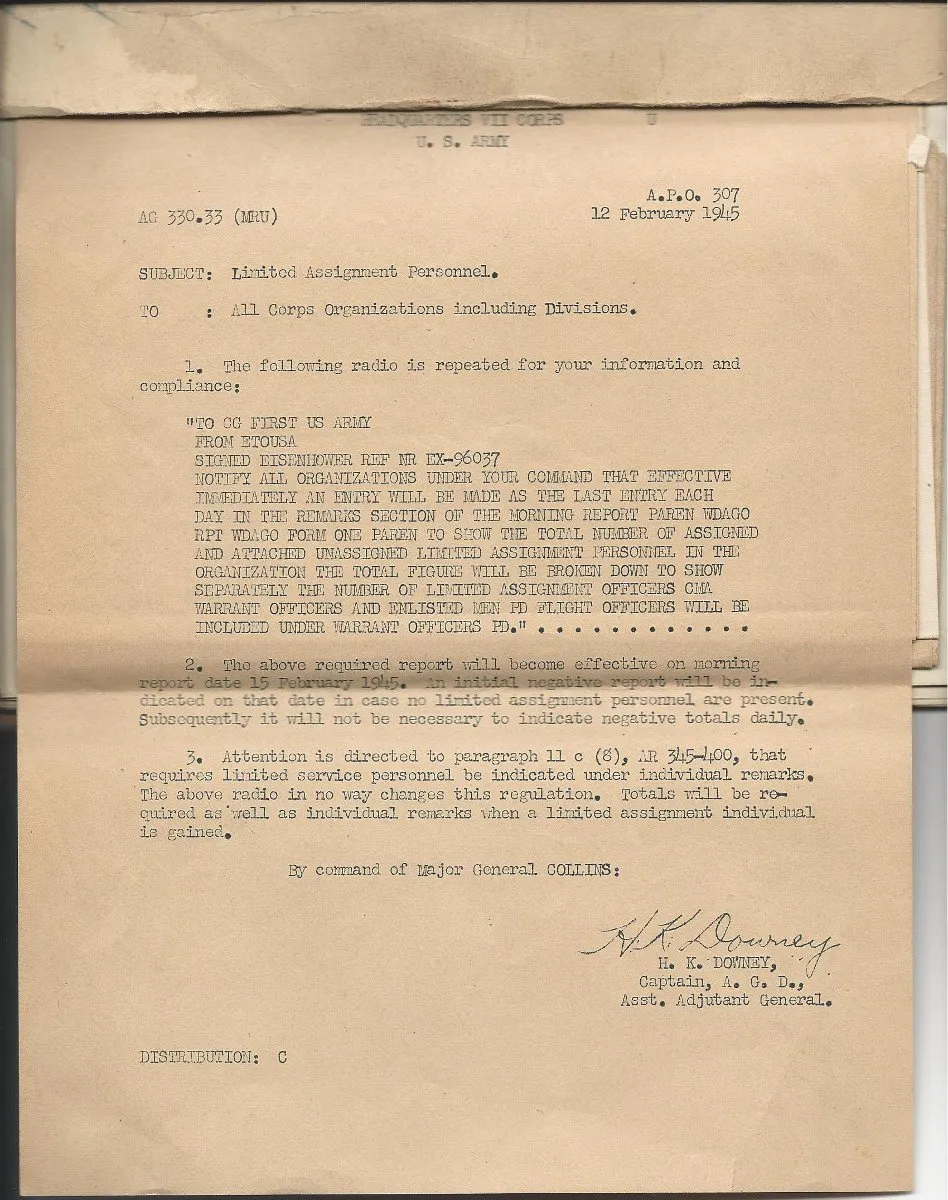 HEADQUARTERS VII CORPS U
U. S. ARMY
A.P.O. 307
AG 330.33 (MRU) 12 February 1945
SUBJECT: Limited Assignment Personnel.
TO : All Corps Organizations including Divisions.
1. The following radio is repeated for your information and
compliance:
"TO CG FIRST US ARMY
FROM ETOUSA
SIGNED EISENHOWER REF NR EX-96037
NOTIFY ALL ORGANIZATIONS UNDER YOUR COMMAND THAT EFFECTIVE
IMMEDIATELY AN ENTRY WILL BE MADE AS THE LAST ENTRY EACH
DAY IN THE REMARKS SECTION OF THE MORNING REPORT PAREN WDAGO
RPT WDAGO FORM ONE PAREN TO SHOW THE TOTAL NUMBER OF ASSIGNED
AND ATTACHED UNASSIGNED LIMITED ASSIGNMENT PERSONNEL IN THE
ORGANIZATION THE TOTAL FIGURE WILL BE BROKEN DOWN TO SHOW
SEPARATELY THE NUMBER OF LIMITED ASSIGNMENT OFFICERS CMA
WARRANT OFFICERS AND ENLISTED MEN PD FLIGHT OFFICERS WILL BE
INCLUDED UNDER WARRANT OFFICERS PD." . . . . . . . . . . . .
2. The above required report will become effective on morning
report date 15 February 1945. An initial negative report will be in-
dicated on that date in case no limited assignment personnel are present.
Subsequently it will not be necessary to indicate negative totals daily.
3. Attention is directed to paragraph 11 c (8), AR 345-400, that
requires limited service personnel be indicated under individual remarks.
The above radio in no way changes this regulation. Totals will be re-
quired as well as individual remarks when a limited assignment individual
is gained.
By command of Major General COLLINS:
H. K. Downey
H. K. DOWNEY,
Captain, A. G. D.,
Asst. Adjutant General.
DISTRIBUTION: C